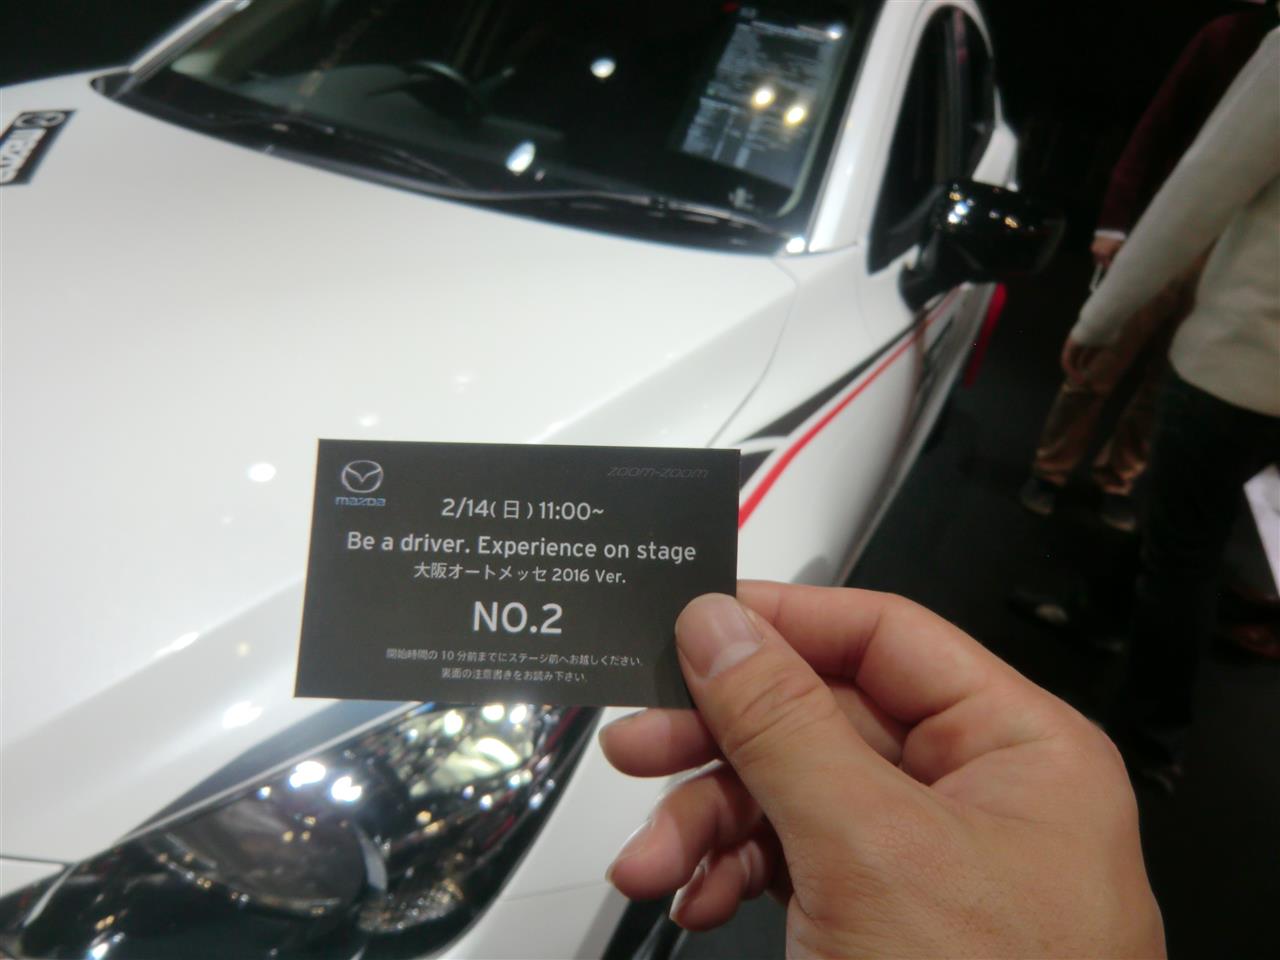 mazda
zoom-zoom
2/14(日)11:00~
Be a driver. Experience on stage
大阪オートメッセ 2016 Ver.
NO.2
開始時間の10分前までにステージ前へお越しください。
裏面の注意書きをお読み下さい。